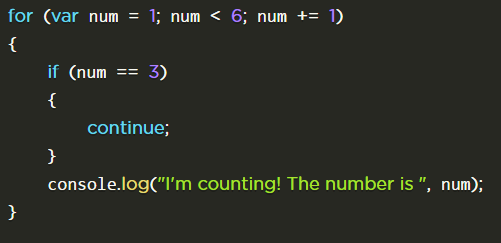 for (var num = 1; num < 6; num += 1)
{
    if (num == 3)
    {
        continue;
    }
    console.log("I'm counting! The number is ", num);
}